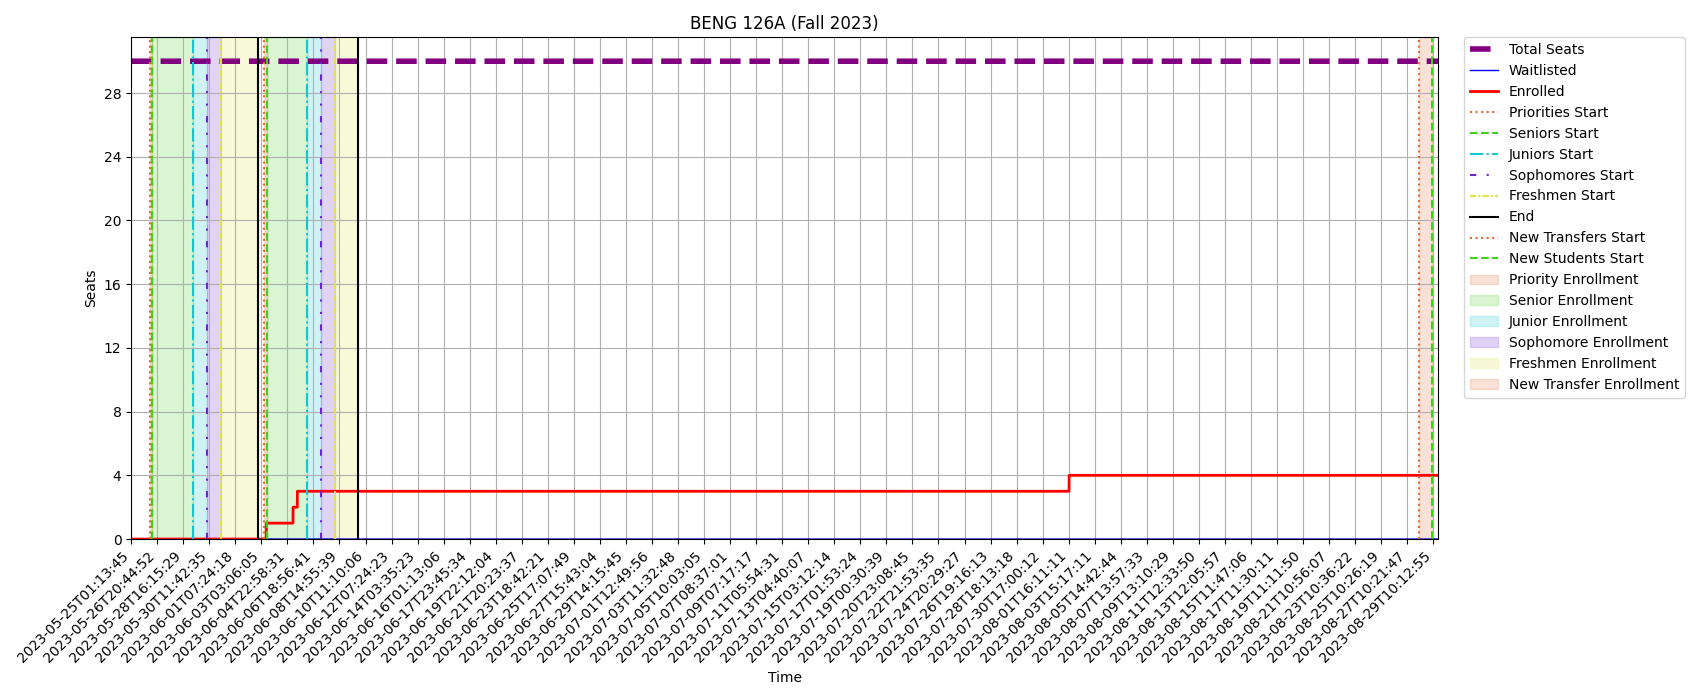 BENG 126A (Fall 2023)
Total Seats
Waitlisted
Enrolled
Priorities Start
Seniors Start
Juniors Start
Sophomores Start
Freshmen Start
End
New Transfers Start
New Students Start
Priority Enrollment
Senior Enrollment
Junior Enrollment
Sophomore Enrollment
Freshmen Enrollment
New Transfer Enrollment
Seats
28
24
20
16
12
8
4
0
2023-05-25T01:13:45
2023-05-26T20:44:52
2023-05-28T16:15:29
2023-05-30T11:42:35
2023-06-01T07:24:18
2023-06-03T03:06:05
2023-06-04T22:58:31
2023-06-06T18:56:41
2023-06-08T14:55:39
2023-06-10T11:10:06
2023-06-12T07:24:23
2023-06-14T04:35:23
2023-06-16T01:13:06
2023-06-17T23:45:34
2023-06-19T22:12:04
2023-06-21T20:23:37
2023-06-23T18:42:21
2023-06-25T17:07:49
2023-06-27T15:43:04
2023-06-29T14:15:45
2023-07-01T12:49:56
2023-07-03T11:32:48
2023-07-05T10:03:05
2023-07-07T08:37:01
2023-07-09T07:17:17
2023-07-11T05:54:31
2023-07-13T04:40:07
2023-07-15T03:12:14
2023-07-17T01:53:24
2023-07-19T00:30:39
2023-07-20T23:08:45
2023-07-22T21:53:35
2023-07-24T20:29:27
2023-07-26T19:16:13
2023-07-28T18:13:18
2023-07-30T17:00:12
2023-08-01T16:11:11
2023-08-03T15:17:11
2023-08-05T14:42:44
2023-08-07T13:57:33
2023-08-09T13:10:29
2023-08-11T12:33:50
2023-08-13T12:05:57
2023-08-15T11:47:06
2023-08-17T11:30:11
2023-08-19T11:11:50
2023-08-21T10:56:07
2023-08-23T10:36:22
2023-08-25T10:26:19
2023-08-27T10:21:47
2023-08-29T10:12:55
Time